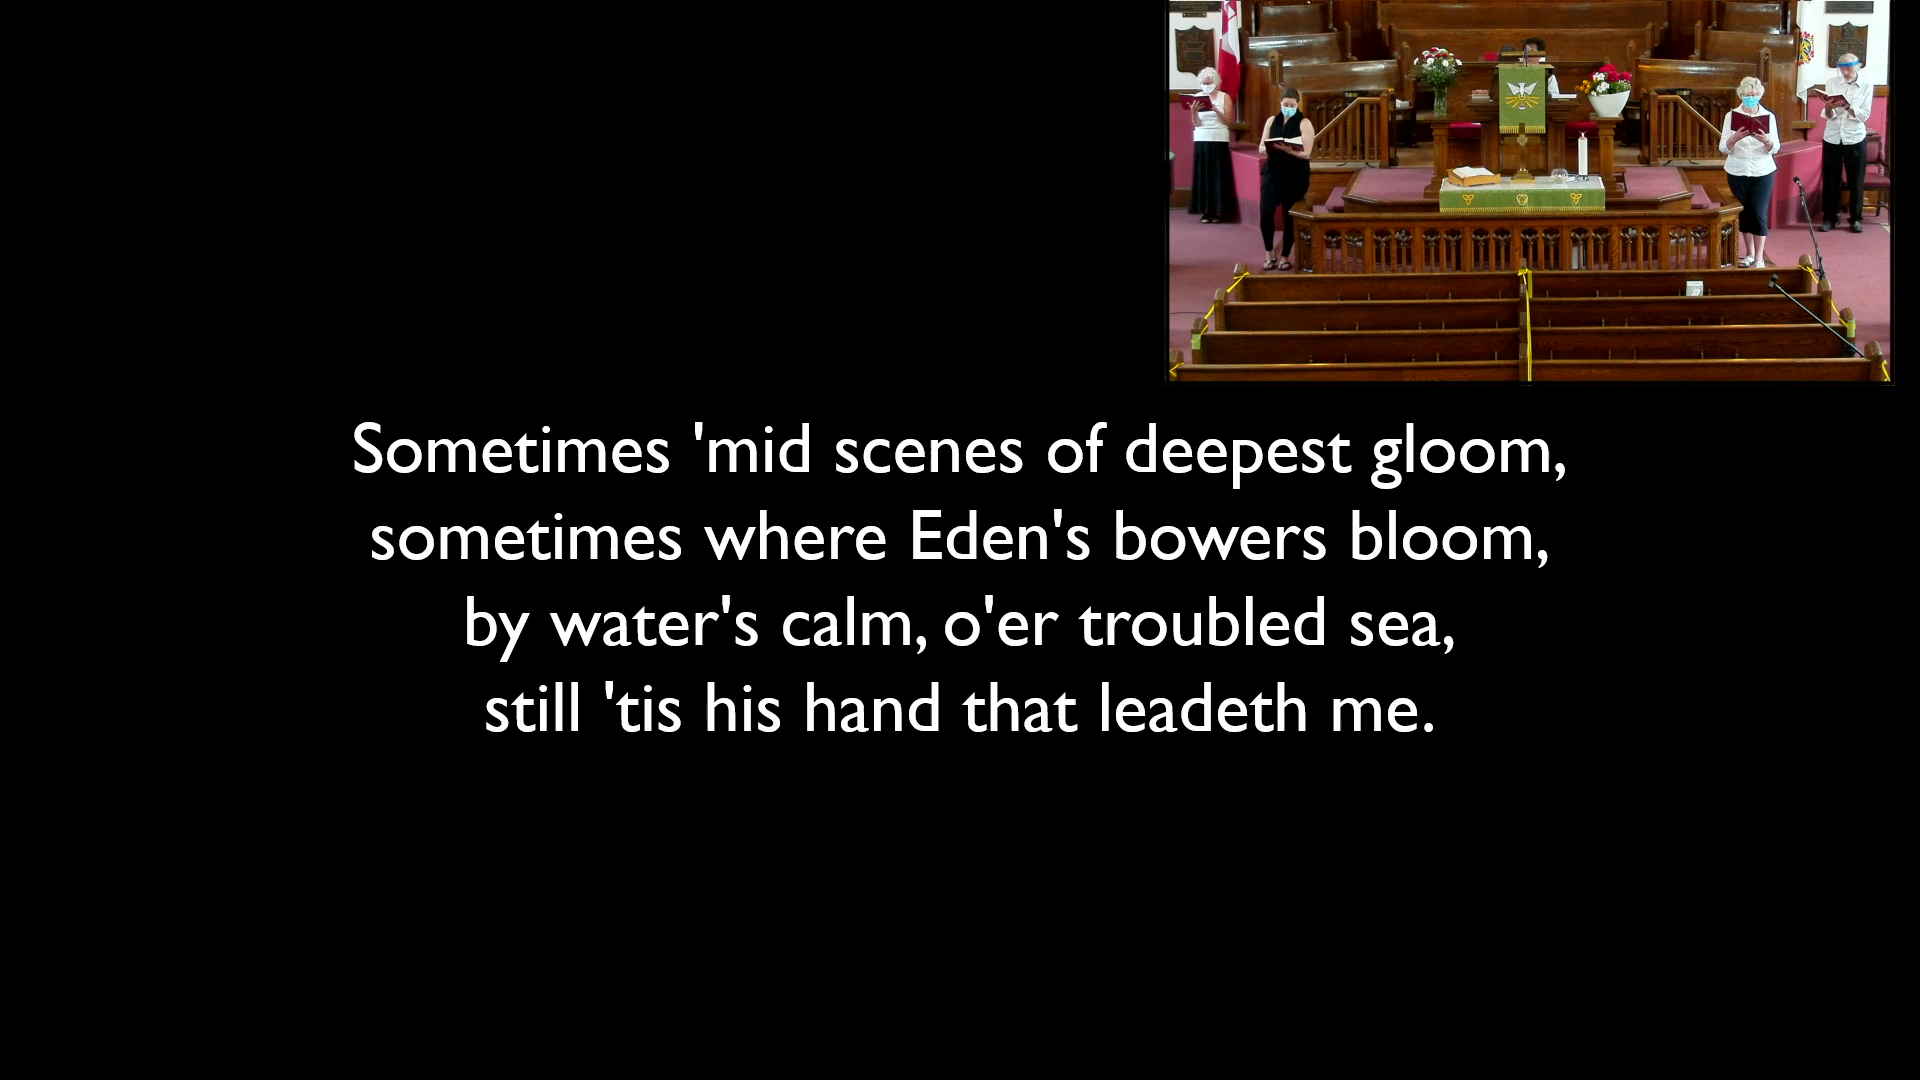 Sometimes 'mid scenes of deepest gloom,
sometimes where Eden's bowers bloom,
by water's calm, o'er troubled sea,
still 'tis his hand that leadeth me.